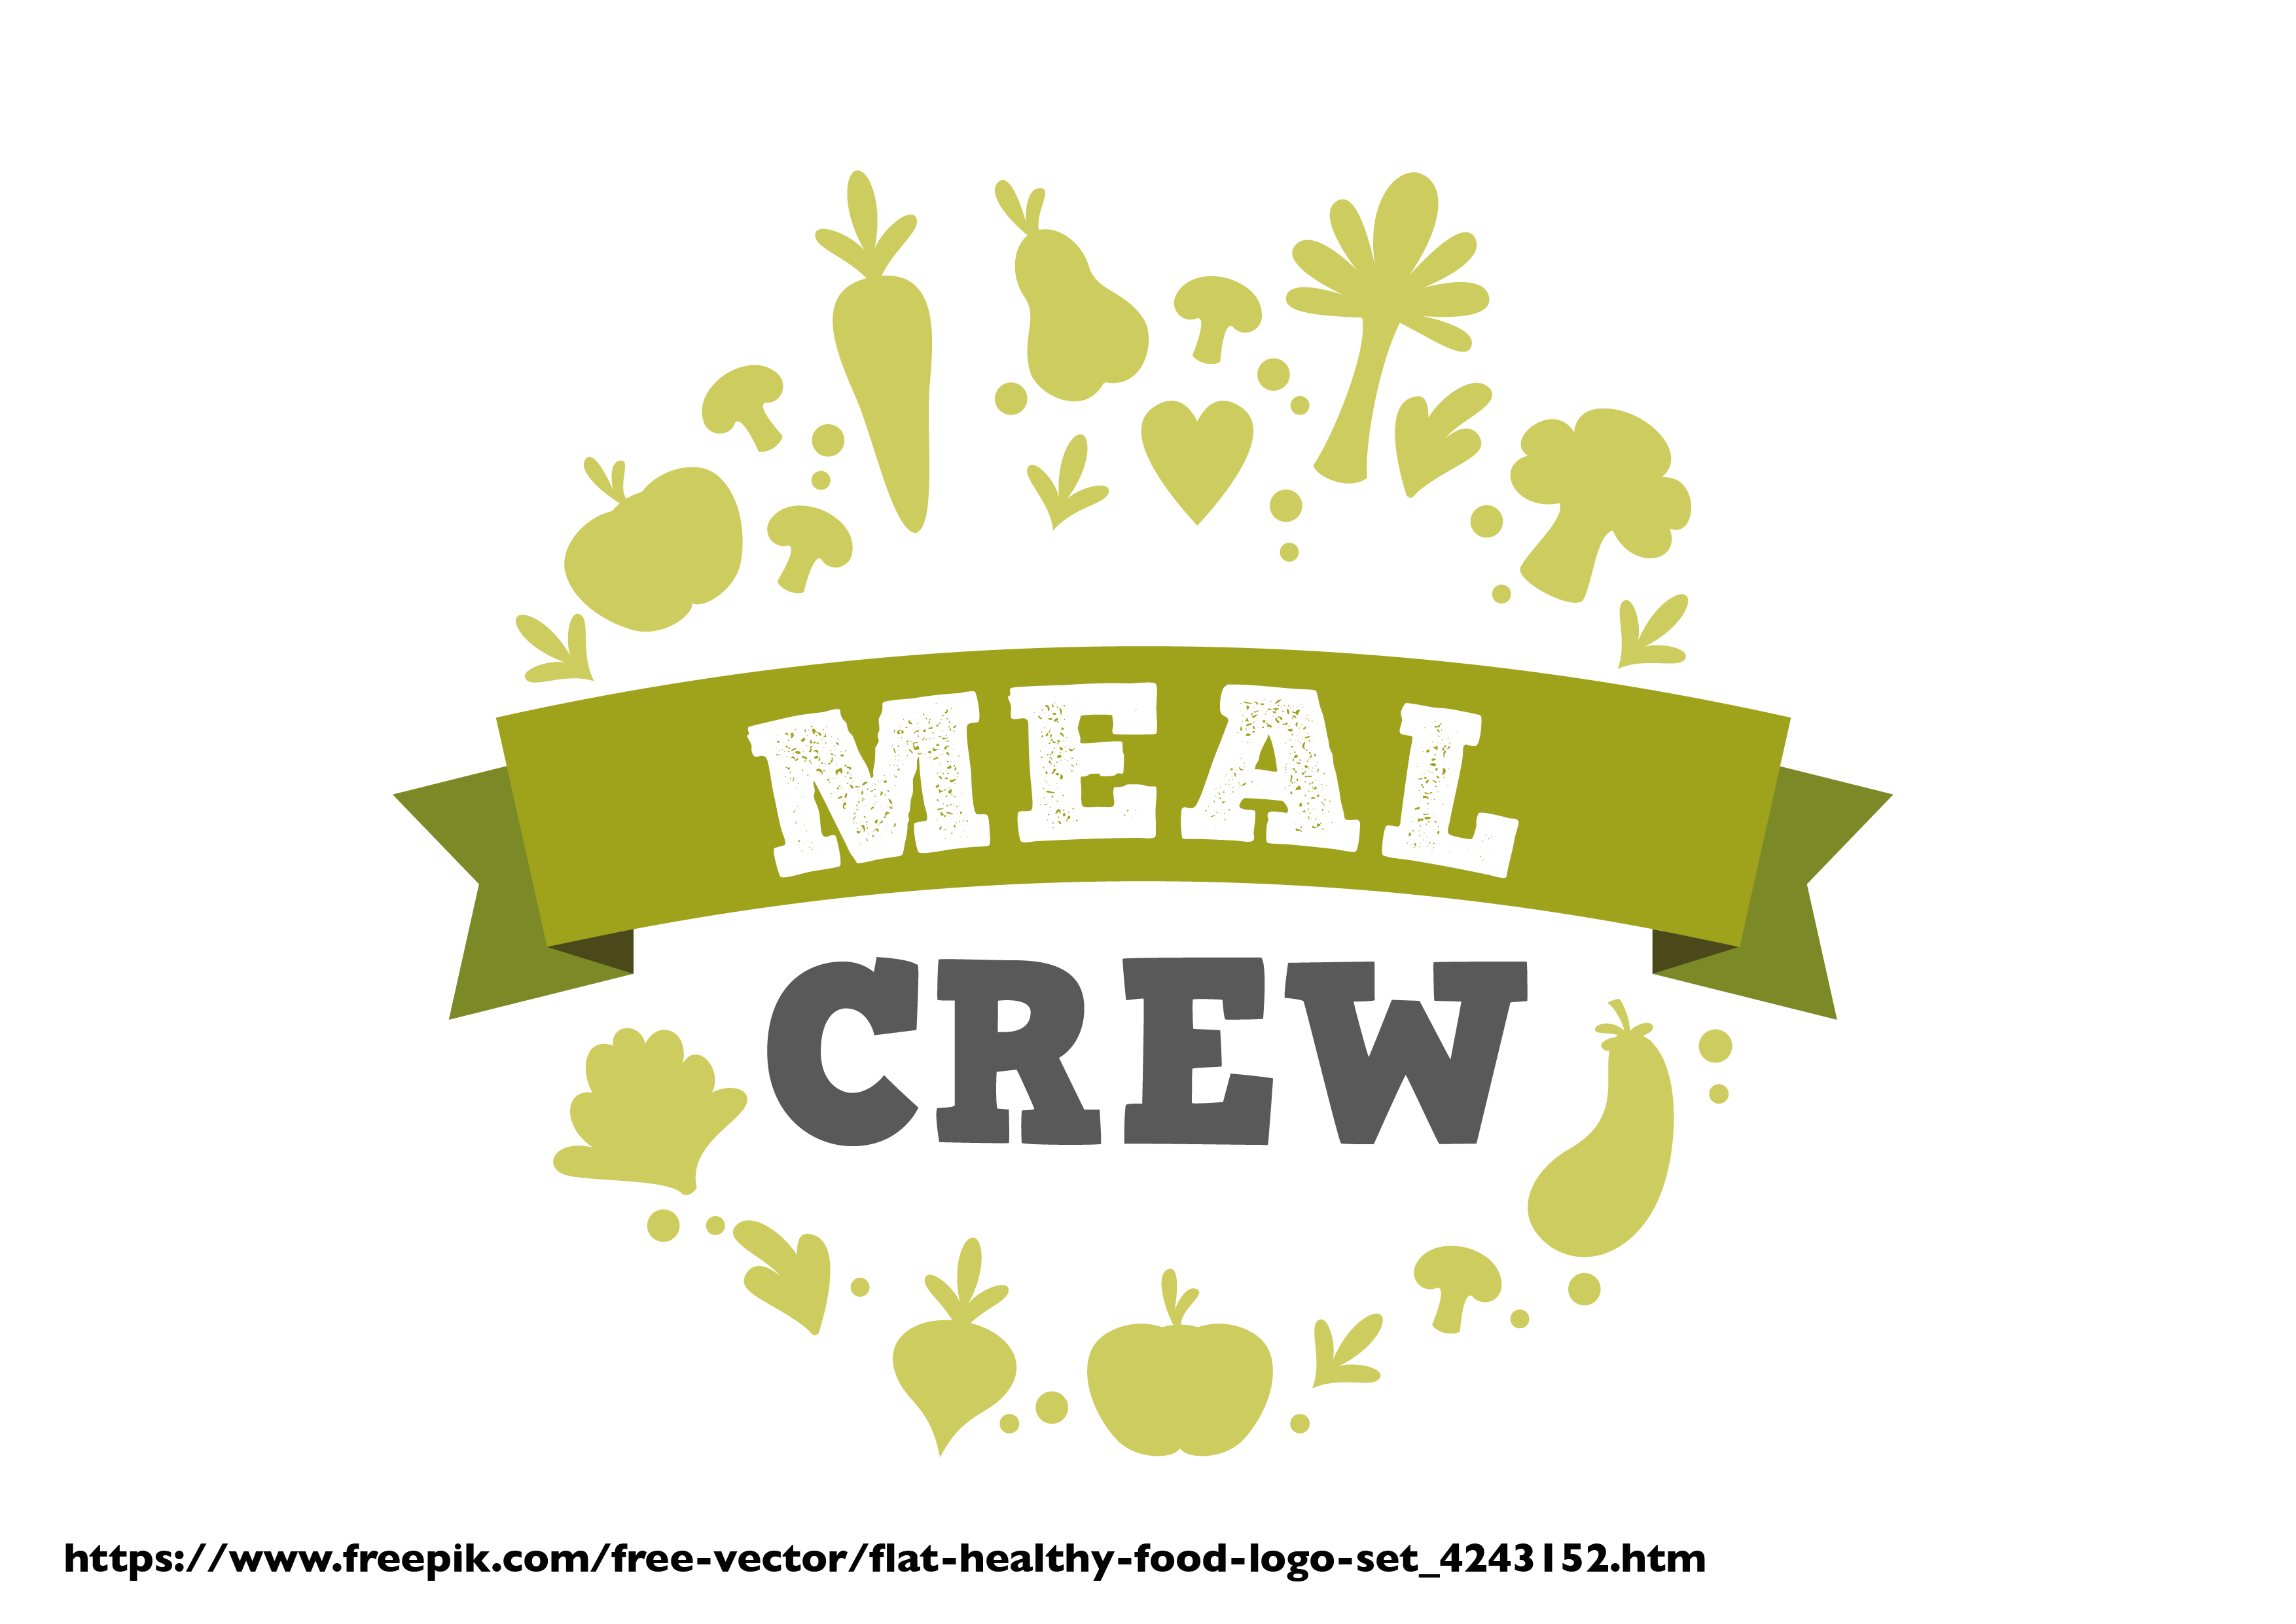 MEAL
CREW
https://www.freepik.com/free-vector/flat-healthy-food-logo-set_4243152.htm